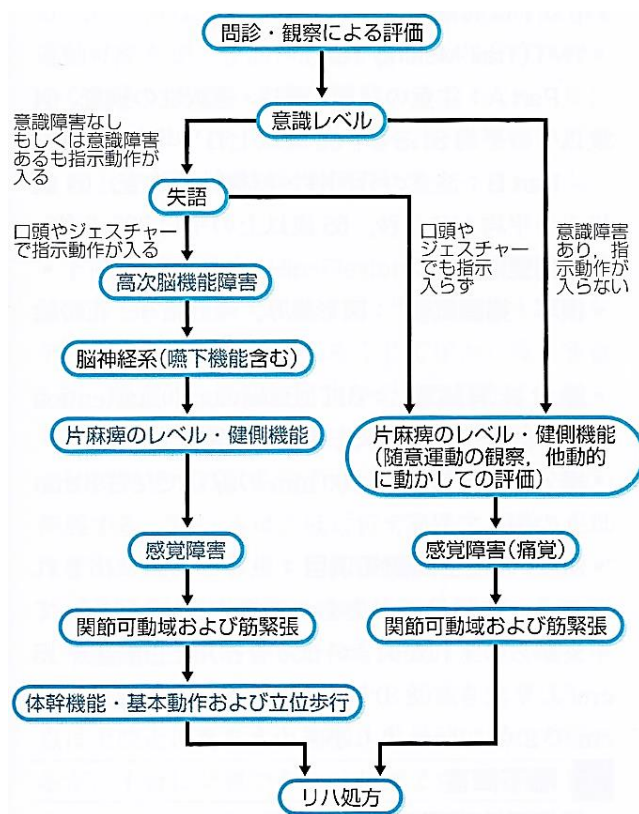 問診・観察による評価
意識レベル
意識障害なし
もしくは意識障害
あるも指示動作が
入る
失語
口頭やジェスチャー
で指示動作が入る
口頭や
ジェスチャー
でも指示
入らず
意識障害
あり，指
示動作が
入らない
高次脳機能障害
脳神経系(嚥下機能含む)
片麻痺のレベル・健側機能
片麻痺のレベル・健側機能
(随意運動の観察，他動的
に動かしての評価)
感覚障害
感覚障害(痛覚)
関節可動域および筋緊張
関節可動域および筋緊張
体幹機能・基本動作および立位歩行
リハ処方